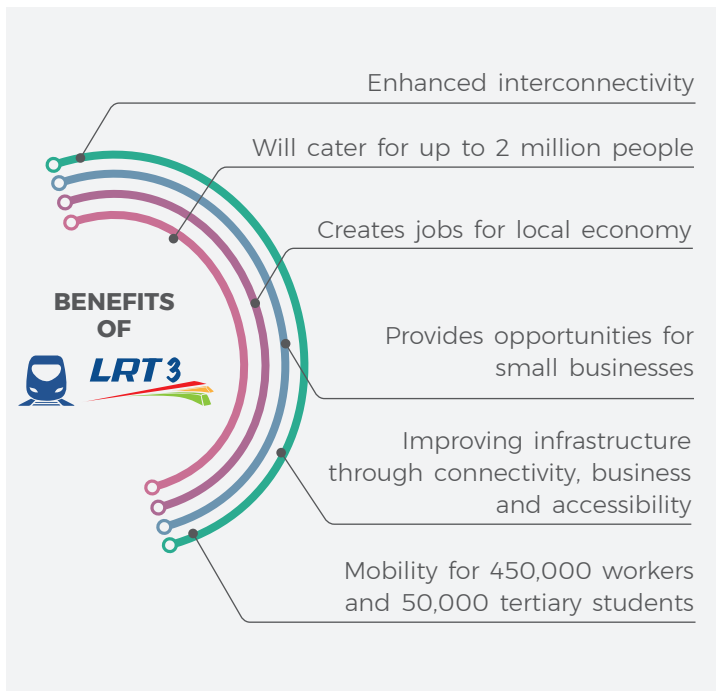 Enhanced interconnectivity
Will cater for up to 2 million people
Creates jobs for local economy
BENEFITS
OF
LRT 3
Provides opportunities for
small businesses
Improving infrastructure
through connectivity, business
and accessibility
Mobility for 450,000 workers
and 50,000 tertiary students